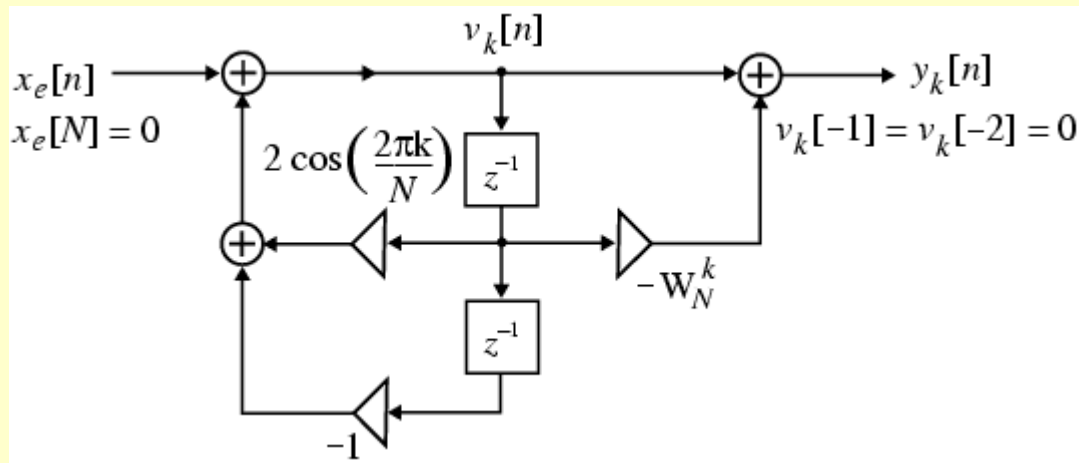 v_k[n]
x_e[n]
y_k[n]
x_e[N] = 0
v_k[-1] = v_k[-2] = 0
2 cos(2πk/N)
z^{-1}
-W_N^k
z^{-1}
-1